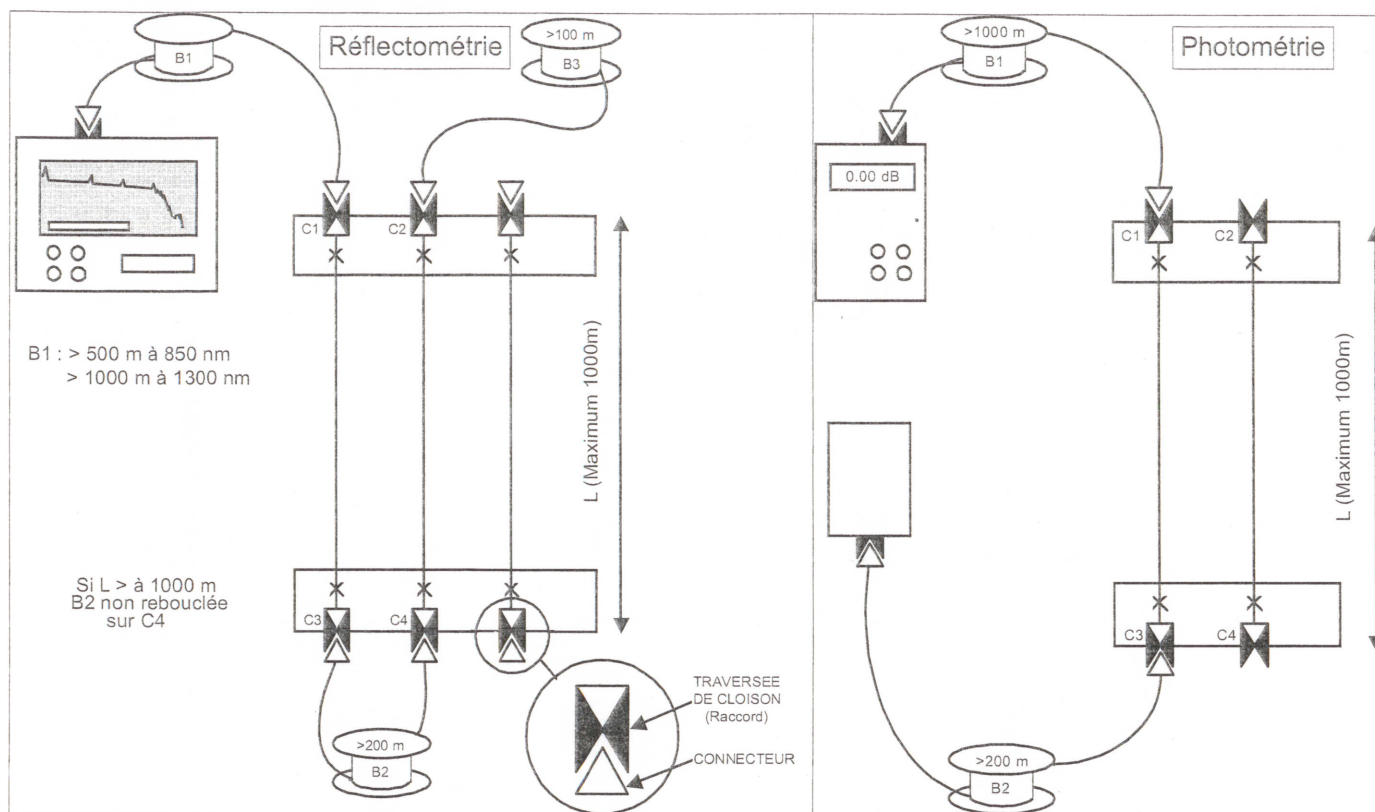 Réflectométrie
B1
>100 m
B3
C1
C2
B1 : > 500 m à 850 nm
> 1000 m à 1300 nm
L (Maximum 1000m)
Si L > à 1000 m
B2 non rebouclée
sur C4
C3
C4
>200 m
B2
TRAVERSEE
DE CLOISON
(Raccord)
CONNECTEUR
Photométrie
>1000 m
B1
0.00 dB
C1
C2
L (Maximum 1000m)
C3
C4
>200 m
B2